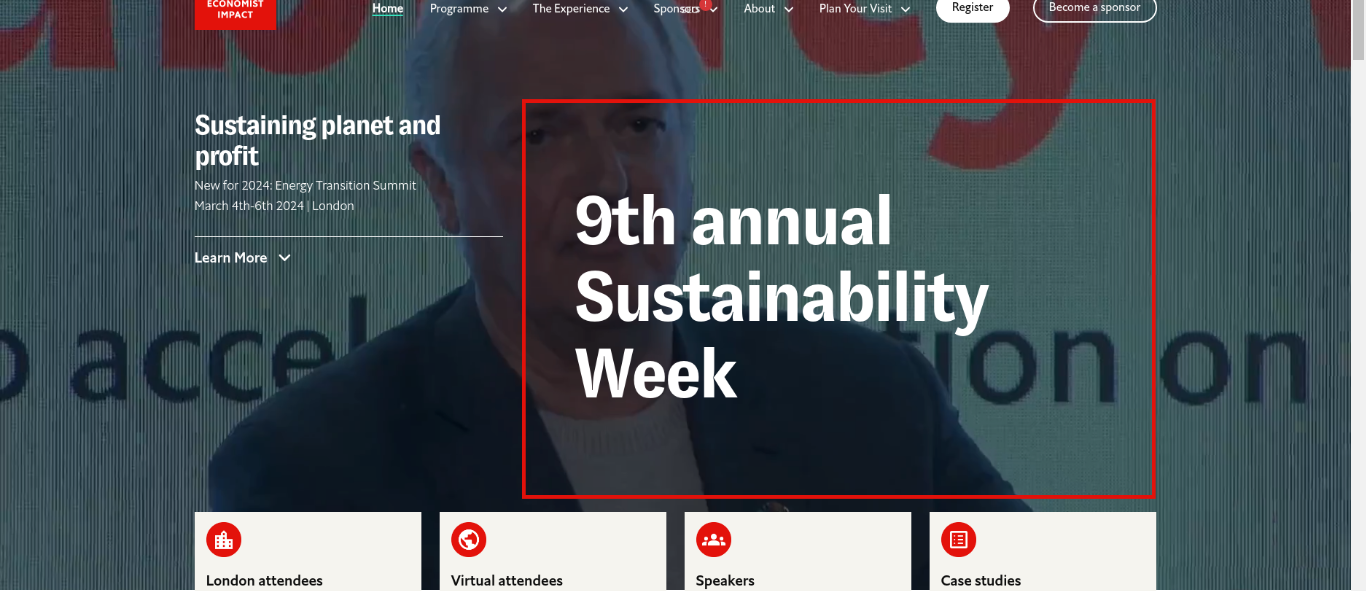 ECONOMIST
IMPACT
Home
Programme
The Experience
Sponsors
!
About
Plan Your Visit
Register
Become a sponsor
Sustaining planet and
profit
New for 2024: Energy Transition Summit
March 4th-6th 2024 | London
Learn More
9th annual
Sustainability
Week
London attendees
Virtual attendees
Speakers
Case studies